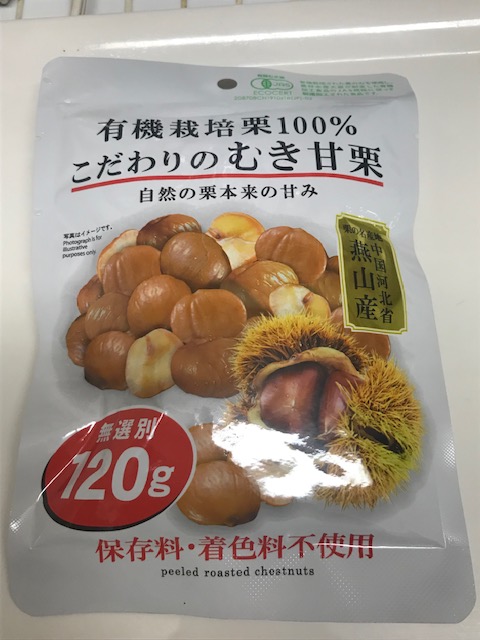 ECOCERT
有機栽培栗100%
こだわりのむき甘栗
自然の栗本来の甘み
写真はイメージです。
Photograph is for
illustrative
purposes only.
栗の名産地
中国河北省
燕山産
無選別
120g
保存料・着色料不使用
peeled roasted chestnuts